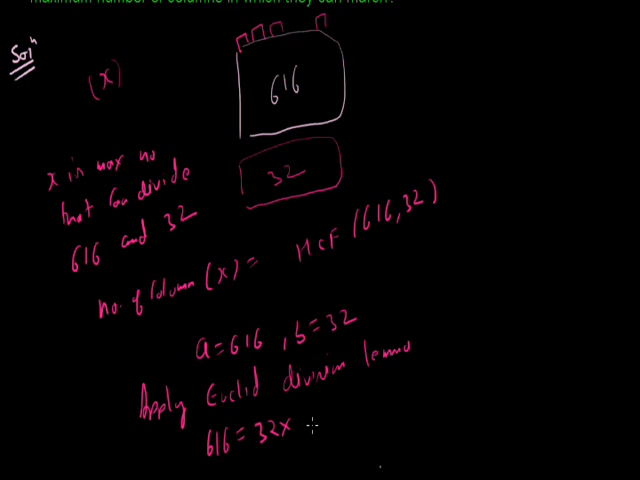 maximum number of columns in which they can march?
Solⁿ
(x)
616
32
x is max no
that can divide
616 and 32
no. of Column (x) = HCF (616, 32)
a = 616 , b = 32
Apply Euclid division lemma
616 = 32x